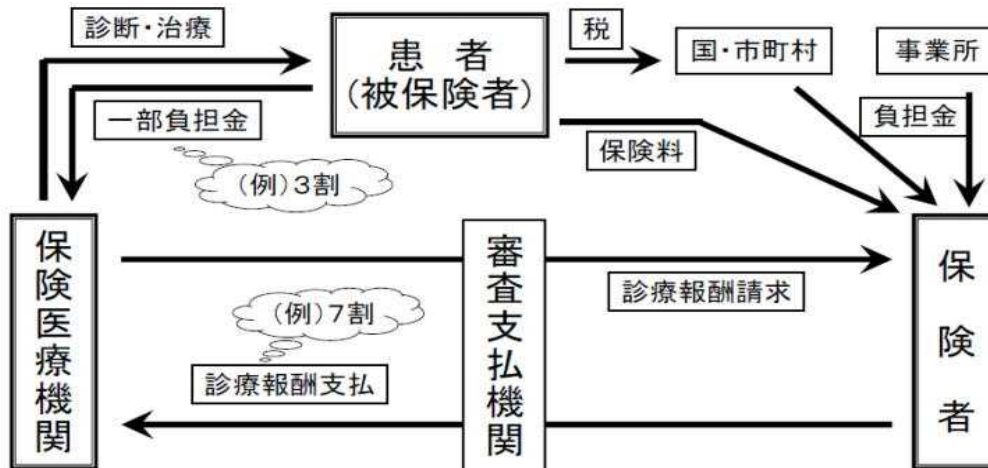 診断・治療
患者
(被保険者)
税
国・市町村
事業所
一部負担金
負担金
保険料
(例)3割
保険医療機関
審査支払機関
保険者
診療報酬請求
(例)7割
診療報酬支払